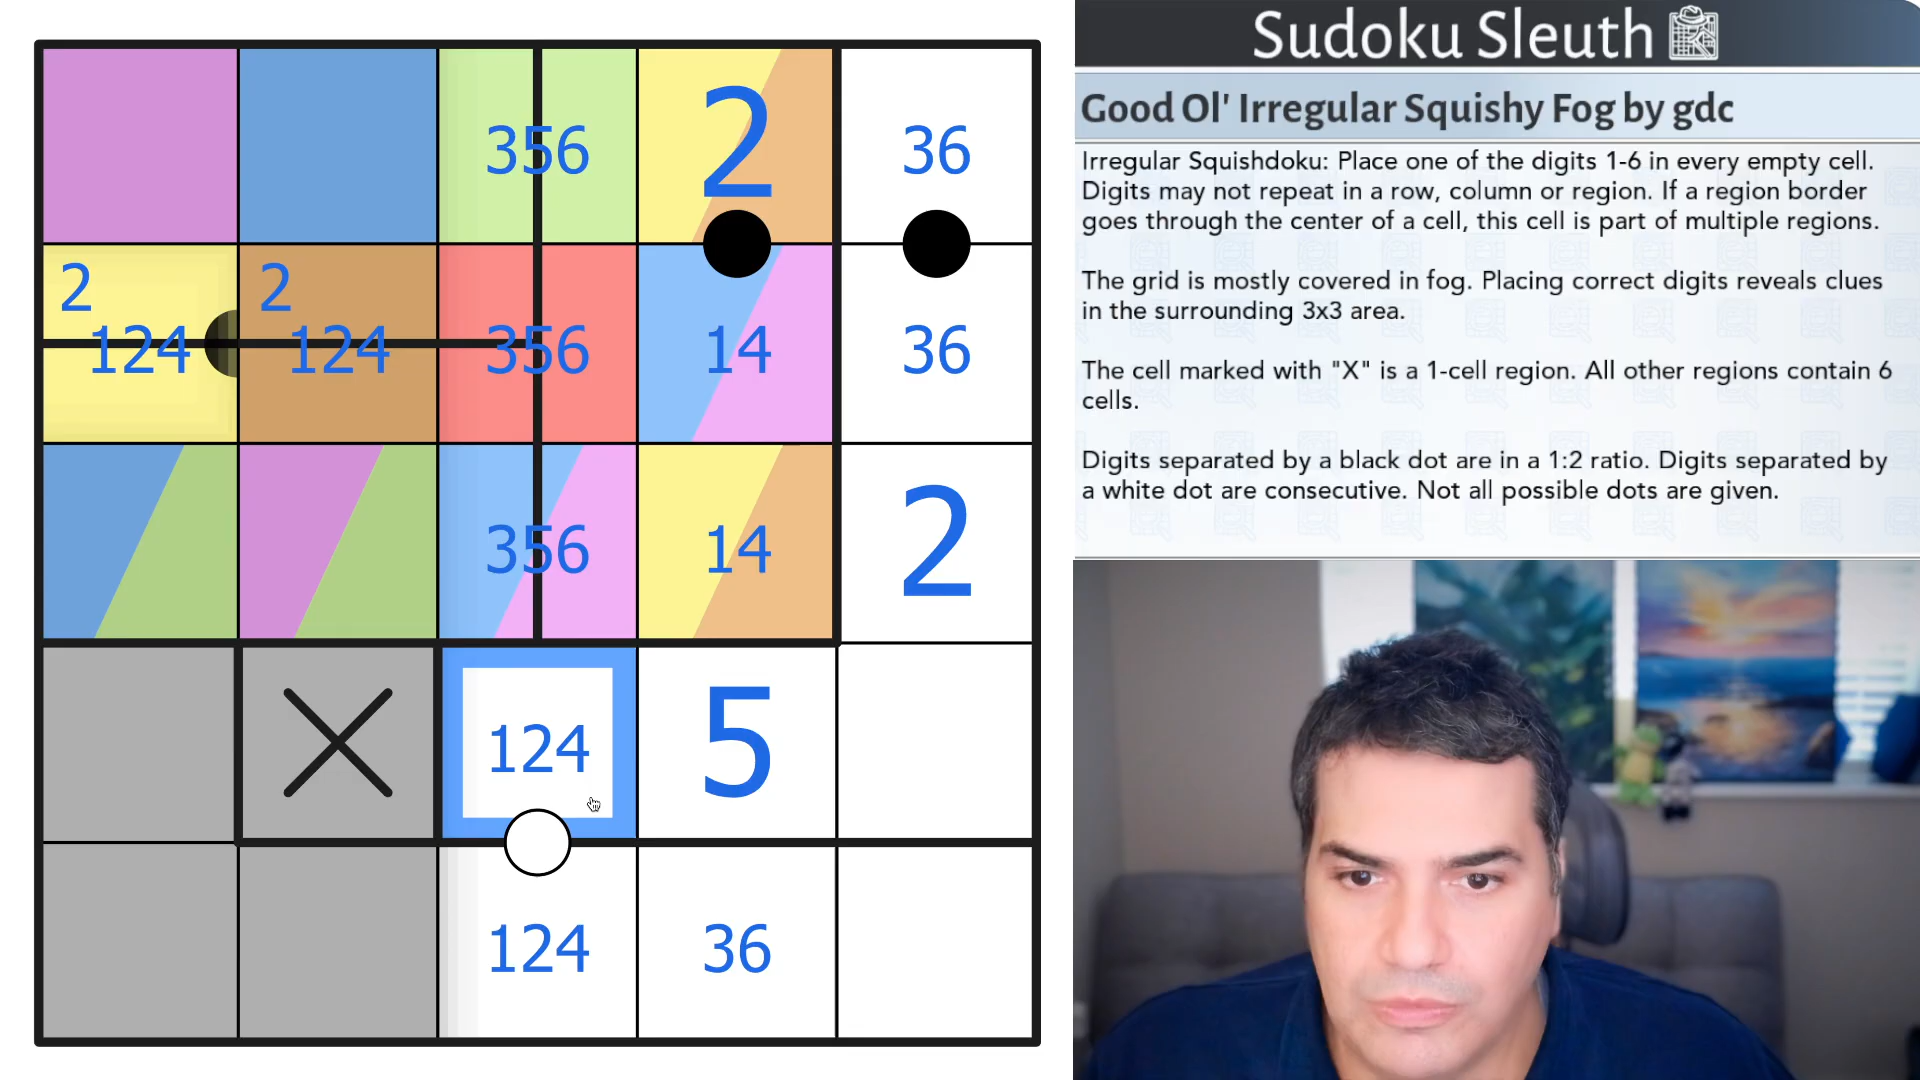 Sudoku Sleuth
Good Ol' Irregular Squishy Fog by gdc
Irregular Squishdoku: Place one of the digits 1-6 in every empty cell.
Digits may not repeat in a row, column or region. If a region border
goes through the center of a cell, this cell is part of multiple regions.
The grid is mostly covered in fog. Placing correct digits reveals clues
in the surrounding 3x3 area.
The cell marked with "X" is a 1-cell region. All other regions contain 6
cells.
Digits separated by a black dot are in a 1:2 ratio. Digits separated by
a white dot are consecutive. Not all possible dots are given.
356 2 36
2 2
124 124 356 14 36
356 14 2
X 124 5
124 36